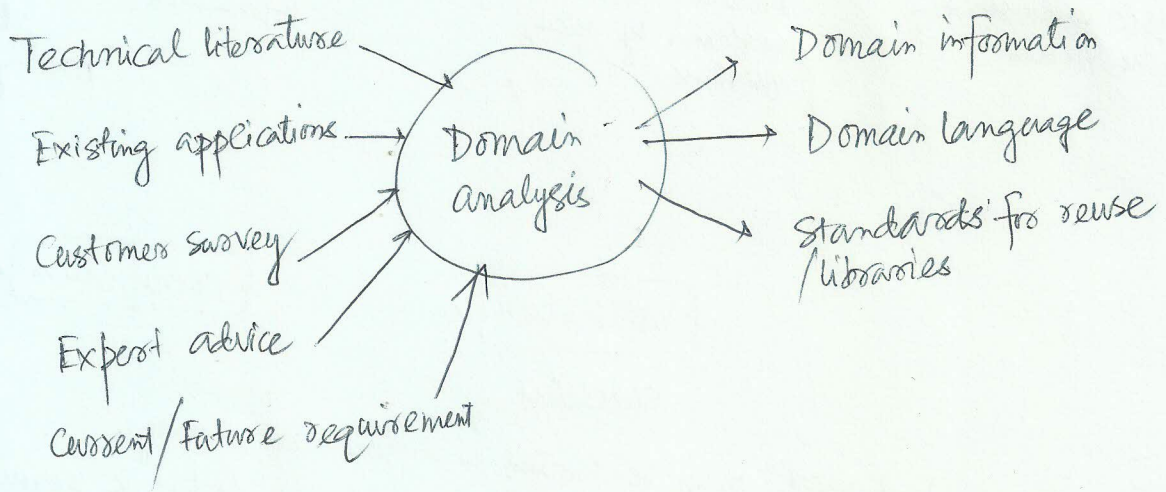 Technical literature
Existing applications
Customer survey
Expert advice
Current/Future requirement
Domain
analysis
Domain information
Domain language
Standards for reuse
/libraries